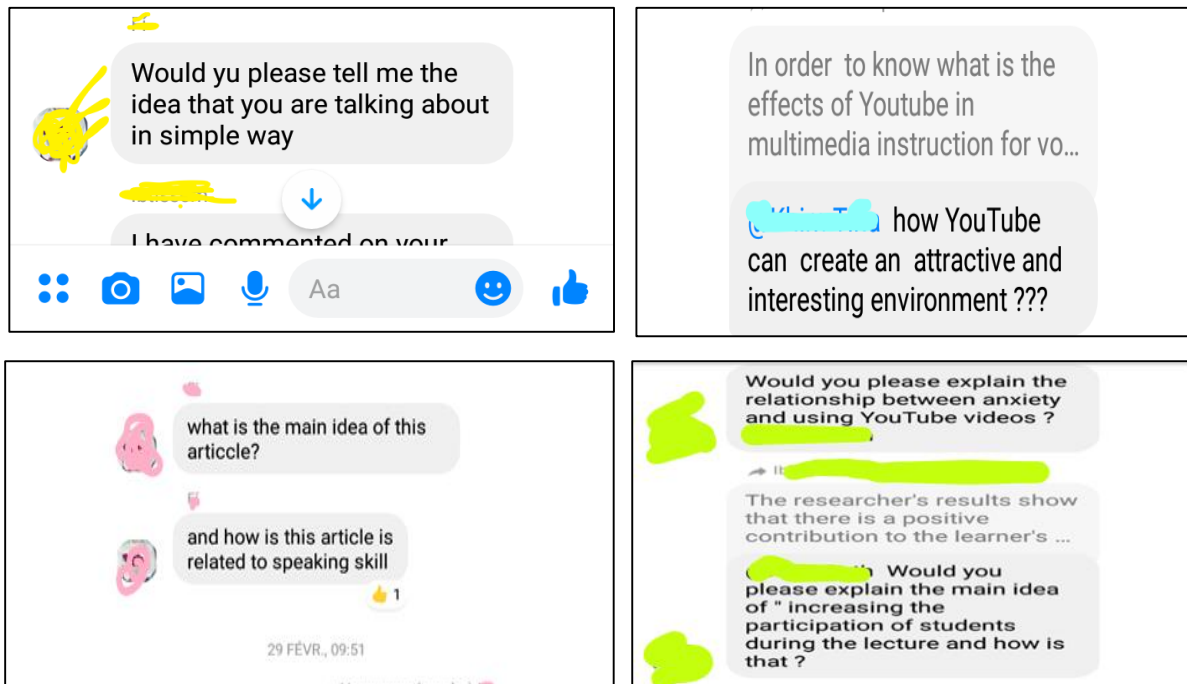 Would yu please tell me the
idea that you are talking about
in simple way
I have commented on your
Aa
In order to know what is the
effects of Youtube in
multimedia instruction for vo...
how YouTube
can create an attractive and
interesting environment ???
what is the main idea of this
articcle?
and how is this article is
related to speaking skill
1
29 FÉVR., 09:51
Would you please explain the
relationship between anxiety
and using YouTube videos ?
The researcher's results show
that there is a positive
contribution to the learner's ...
Would you
please explain the main idea
of " increasing the
participation of students
during the lecture and how is
that ?